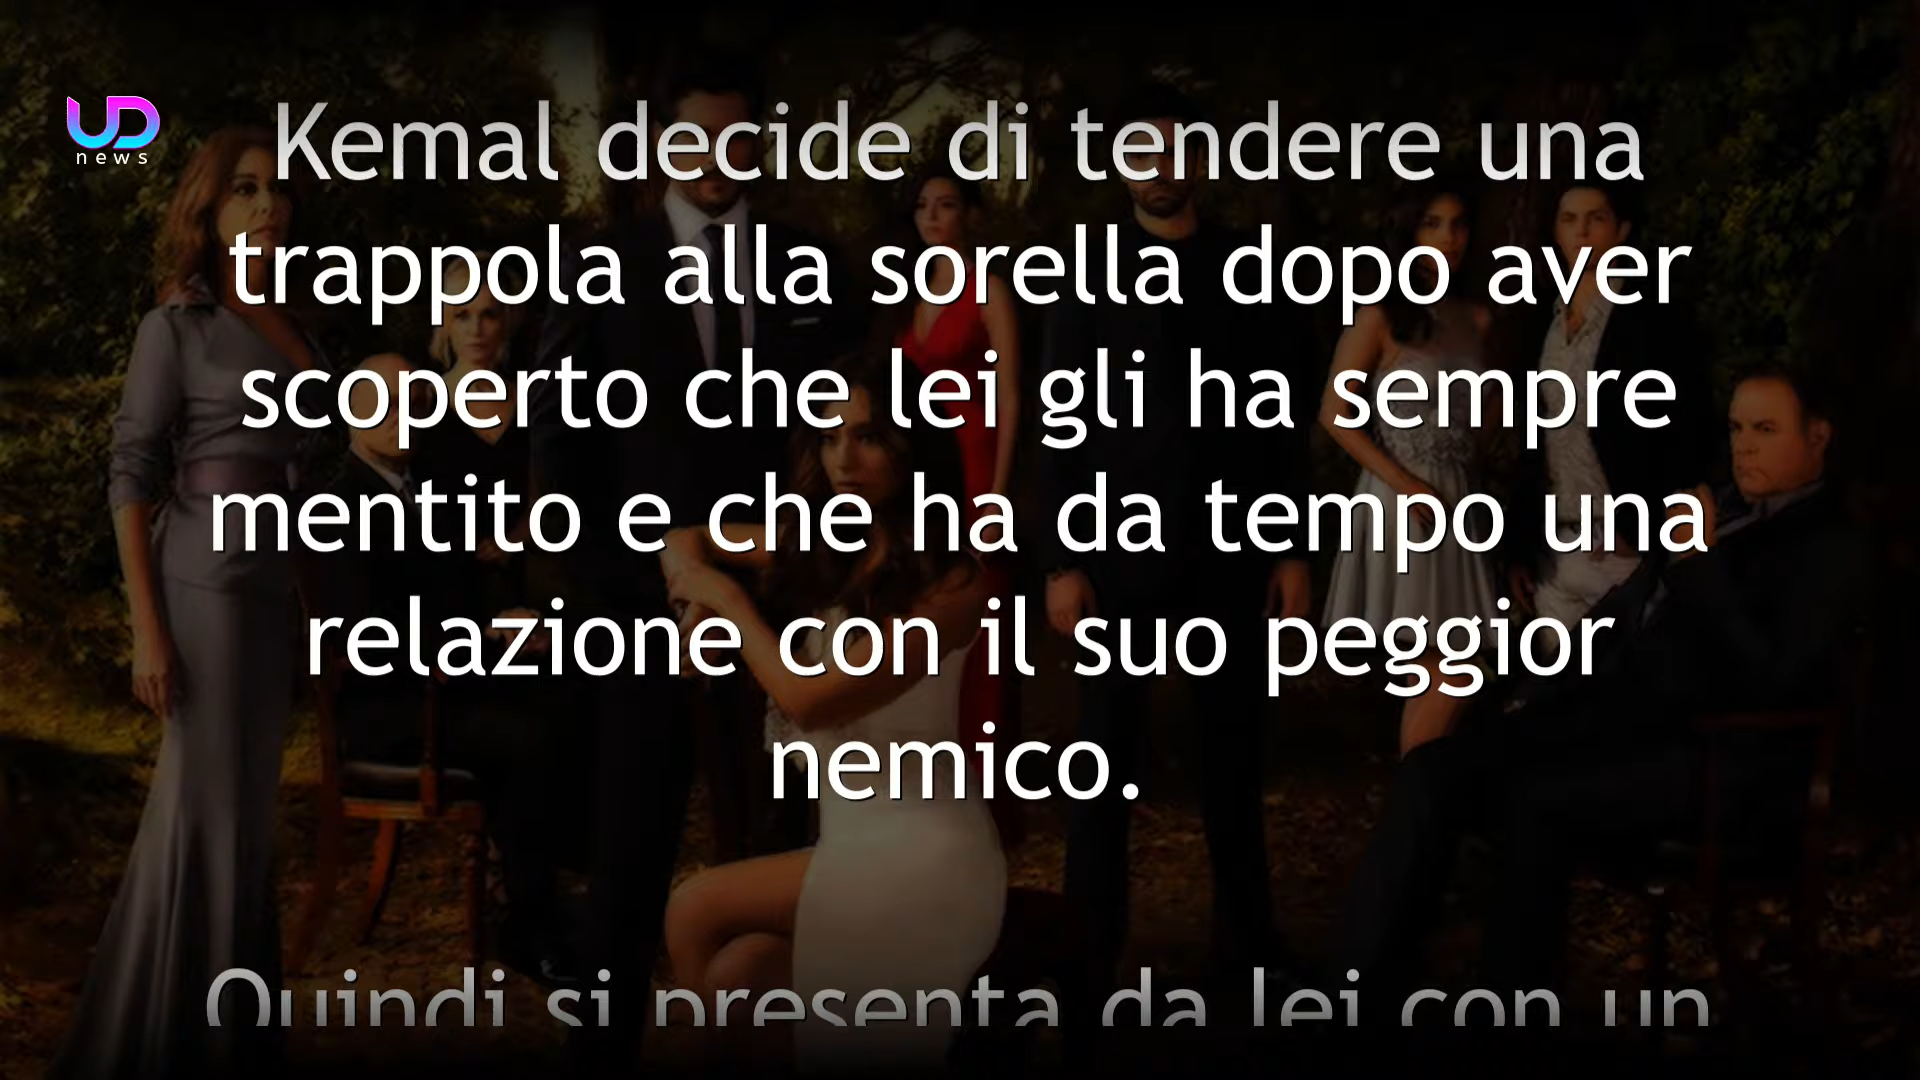 UD
news
Kemal decide di tendere una
trappola alla sorella dopo aver
scoperto che lei gli ha sempre
mentito e che ha da tempo una
relazione con il suo peggior
nemico.
Quindi si presenta da lei con un